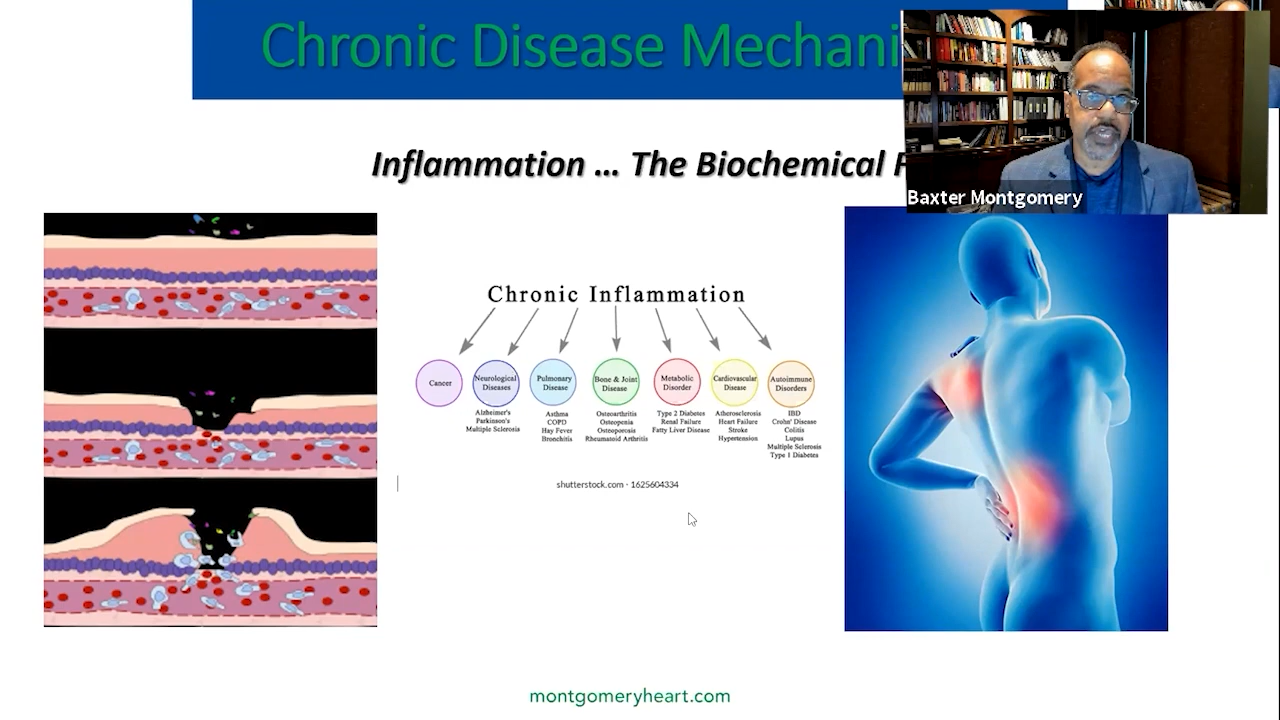 Chronic Disease Mechani
Baxter Montgomery
Inflammation ... The Biochemical
Chronic Inflammation
Cancer
Neurological
Diseases
Alzheimer's
Parkinson's
Multiple Sclerosis
Pulmonary
Disease
Asthma
COPD
Hay Fever
Bronchitis
Bone & Joint
Disease
Osteoarthritis
Osteopenia
Osteoporosis
Rheumatoid Arthritis
Metabolic
Disorder
Type 2 Diabetes
Renal Failure
Fatty Liver Disease
Cardiovascular
Disease
Atherosclerosis
Heart Failure
Stroke
Hypertension
Autoimmune
Disorders
IBD
Crohn' Disease
Colitis
Lupus
Multiple Sclerosis
Type 1 Diabetes
shutterstock.com · 1625604334
montgomeryheart.com